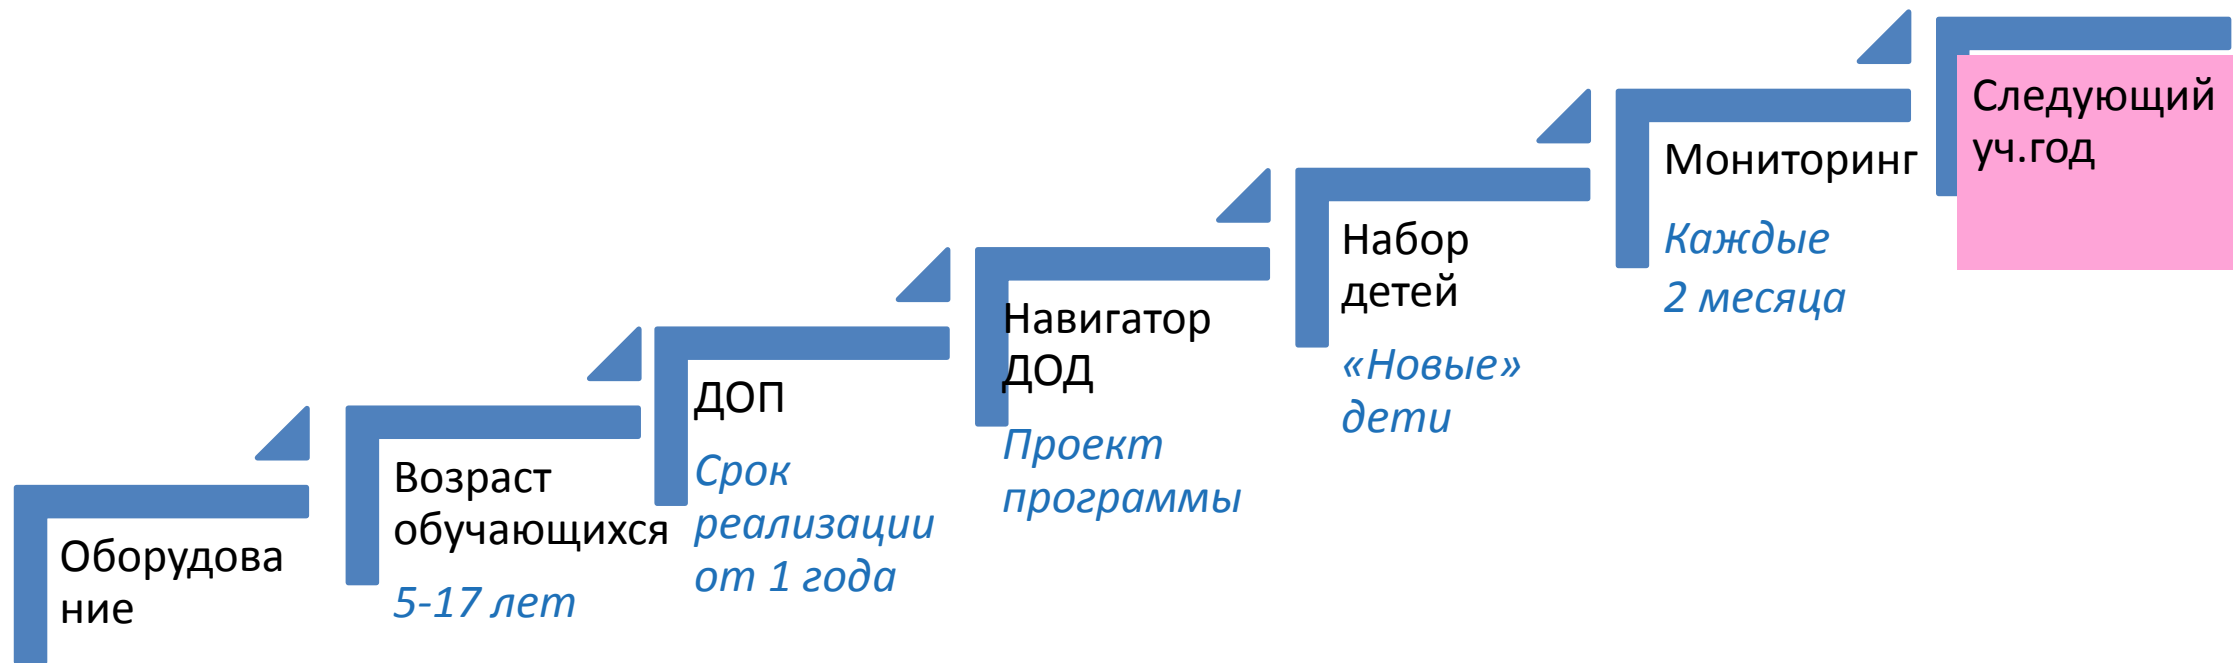 Оборудова
ние
Возраст
обучающихся
5-17 лет
ДОП
Срок
реализации
от 1 года
Навигатор
ДОД
Проект
программы
Набор
детей
«Новые»
дети
Мониторинг
Каждые
2 месяца
Следующий
уч.год